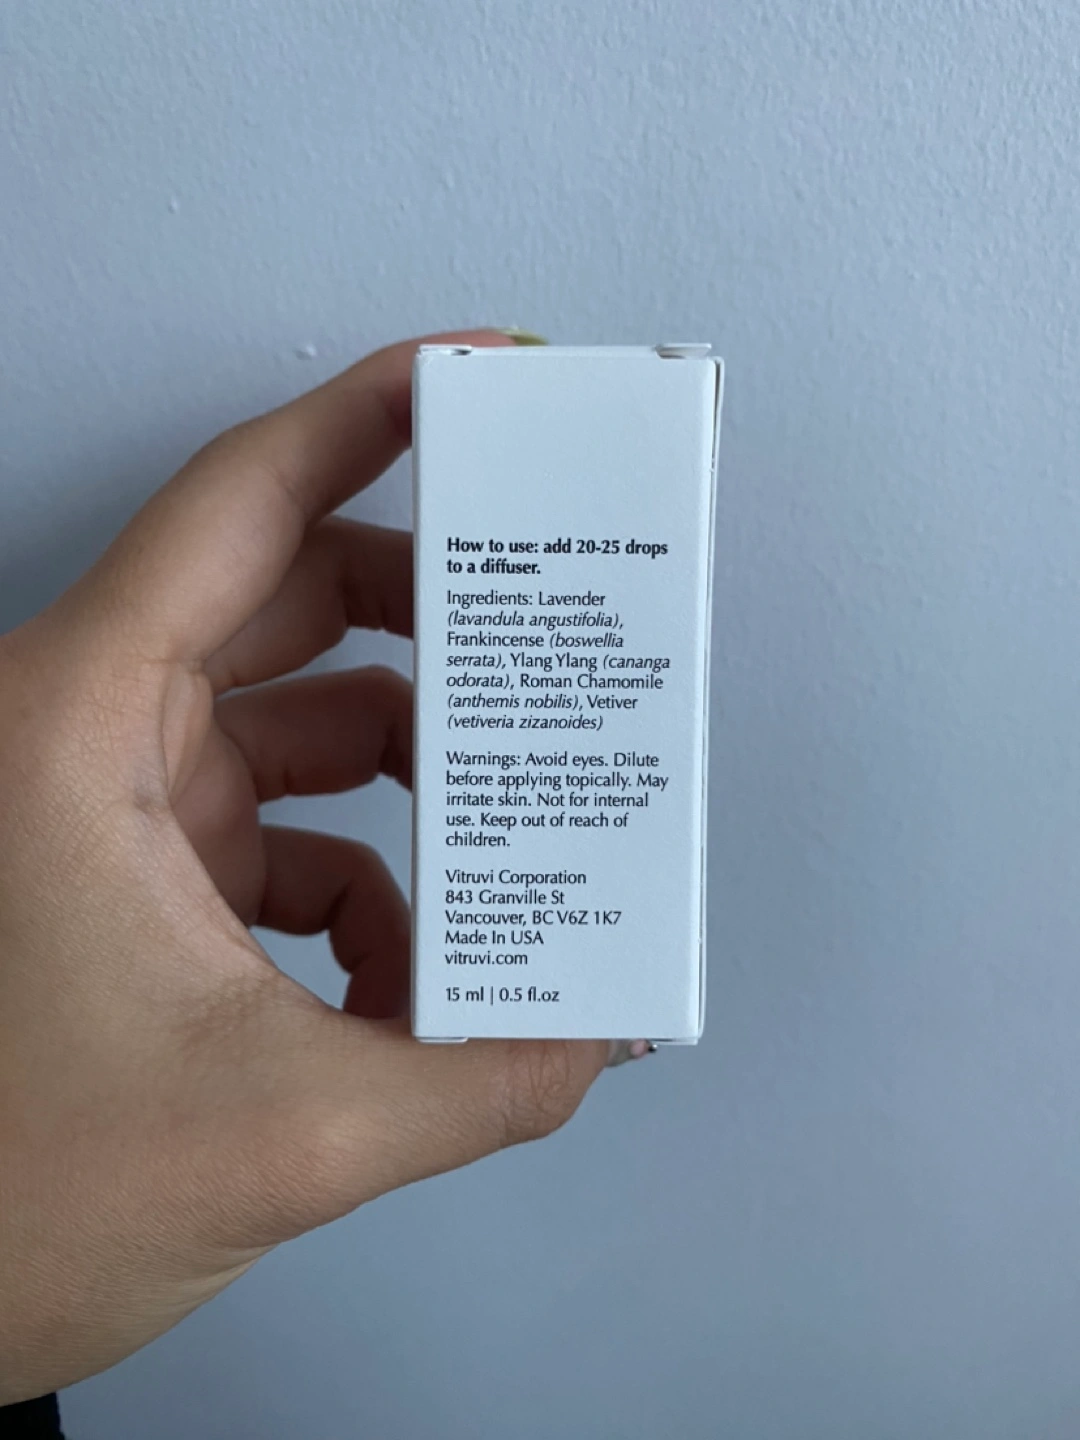 How to use: add 20-25 drops
to a diffuser.
Ingredients: Lavender
(lavandula angustifolia),
Frankincense (boswellia
serrata), Ylang Ylang (cananga
odorata), Roman Chamomile
(anthemis nobilis), Vetiver
(vetiveria zizanoides)
Warnings: Avoid eyes. Dilute
before applying topically. May
irritate skin. Not for internal
use. Keep out of reach of
children.
Vitruvi Corporation
843 Granville St
Vancouver, BC V6Z 1K7
Made In USA
vitruvi.com
15 ml | 0.5 fl.oz